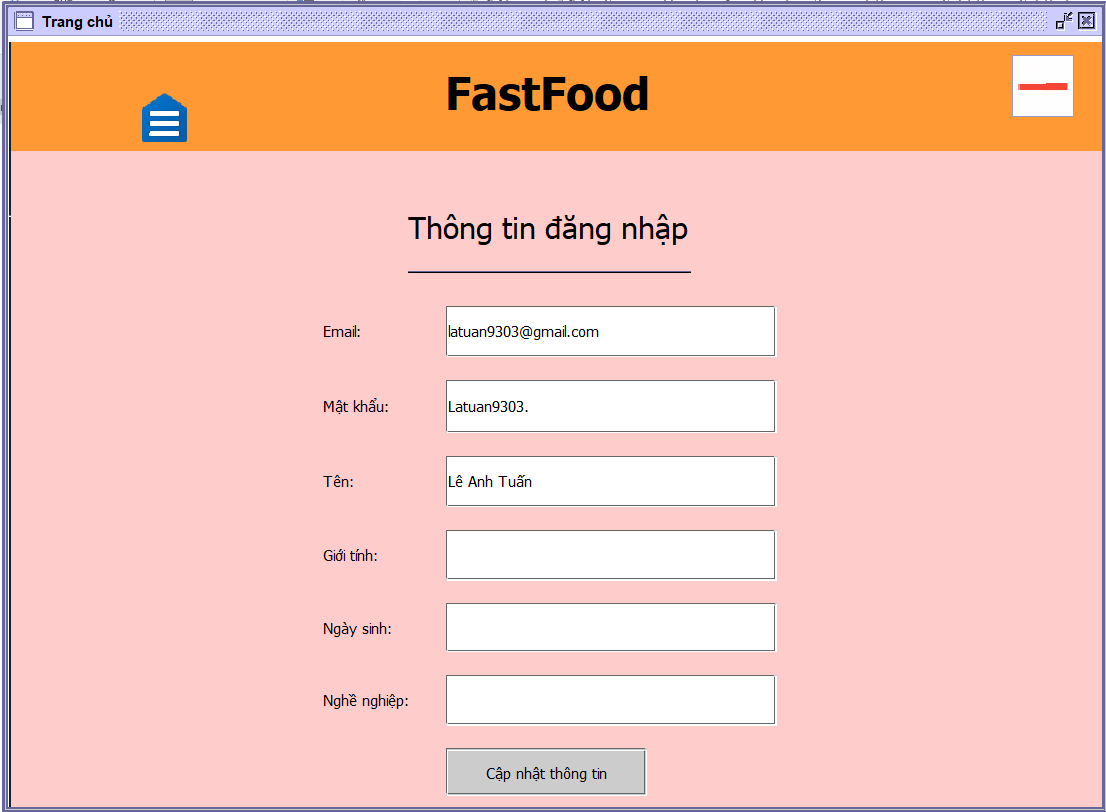 Trang chủ
FastFood
Thông tin đăng nhập
Email:
latuan9303@gmail.com
Mật khẩu:
Latuan9303.
Tên:
Lê Anh Tuấn
Giới tính:
Ngày sinh:
Nghề nghiệp:
Cập nhật thông tin